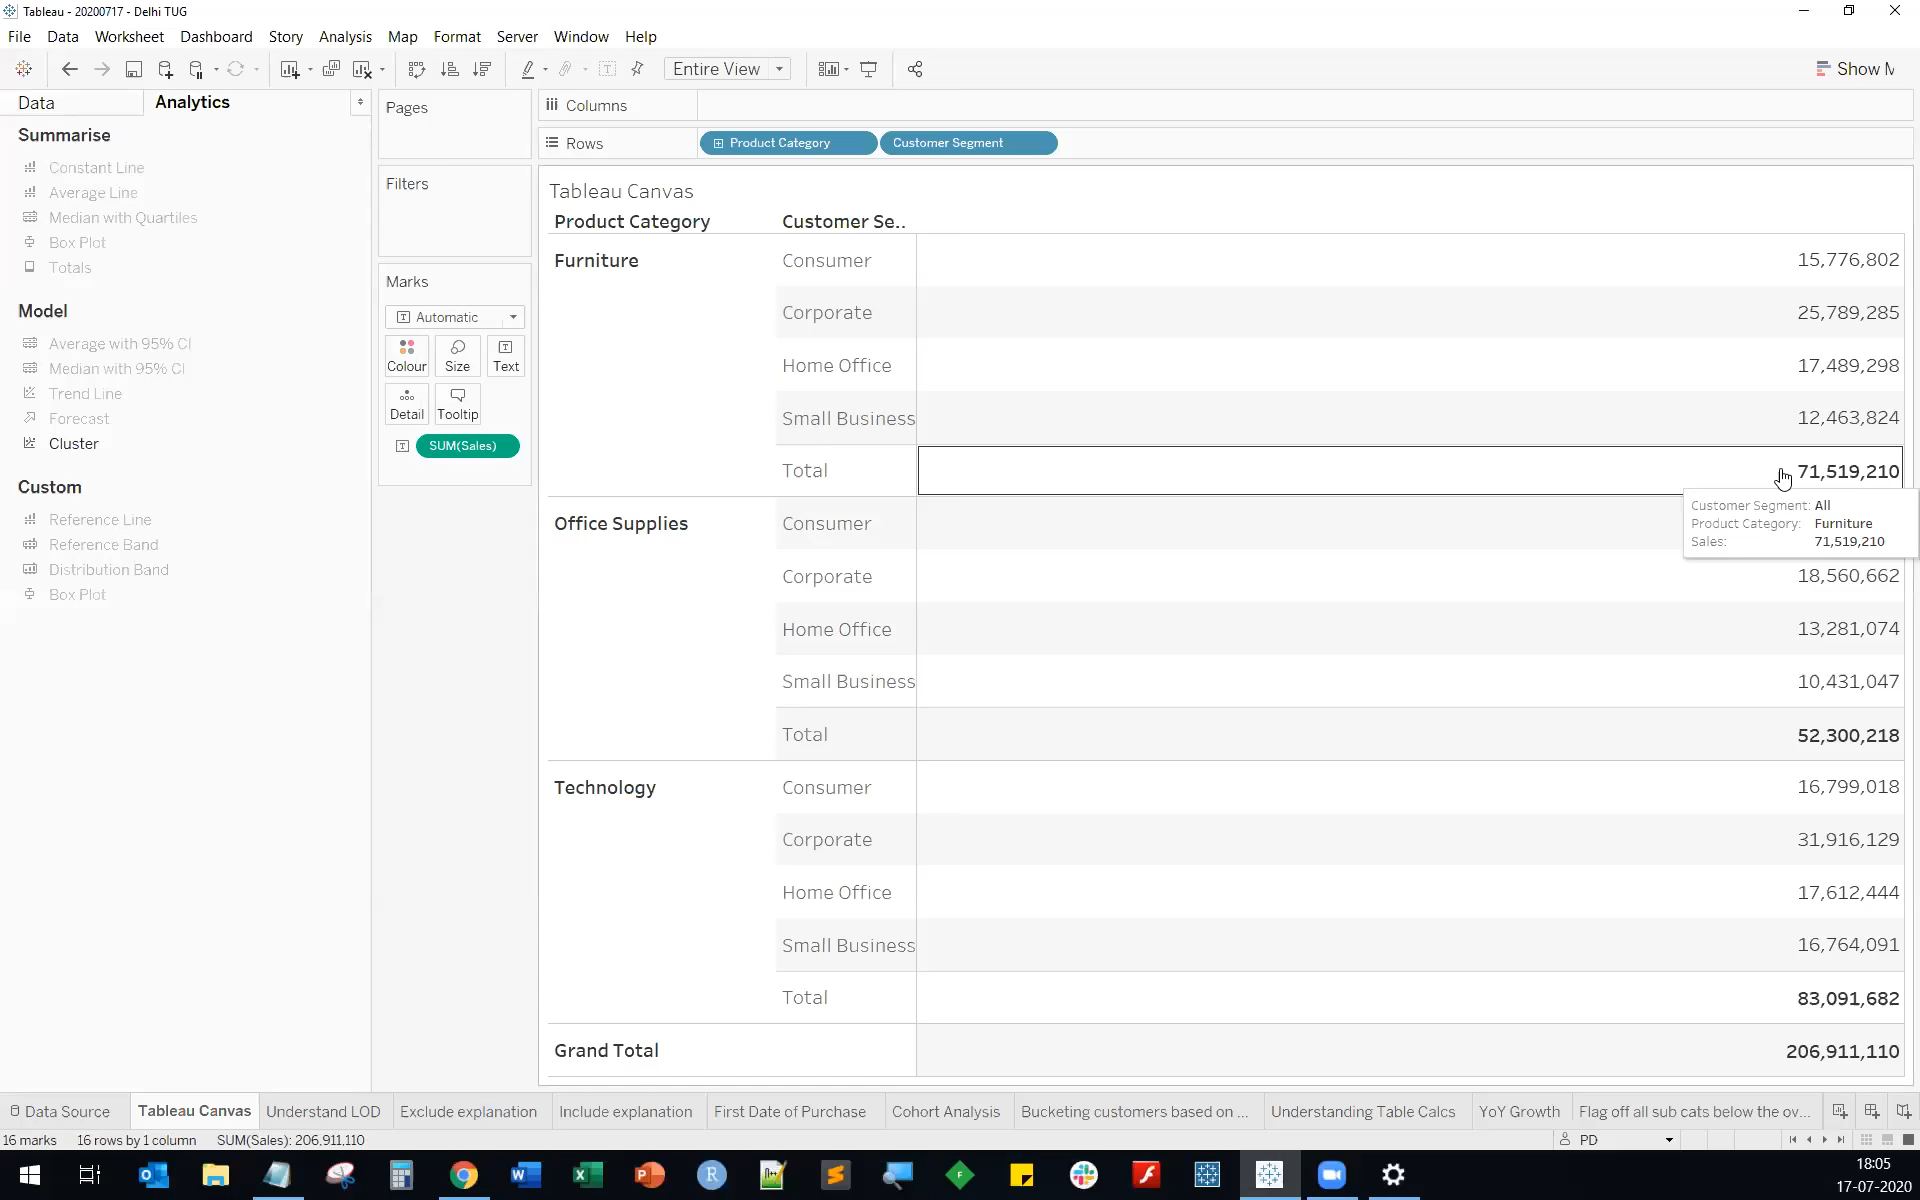 Tableau - 20200717 - Delhi TUG
File Data Worksheet Dashboard Story Analysis Map Format Server Window Help
Entire View
Show M
Data Analytics
Summarise
Constant Line
Average Line
Median with Quartiles
Box Plot
Totals
Model
Average with 95% CI
Median with 95% CI
Trend Line
Forecast
Cluster
Custom
Reference Line
Reference Band
Distribution Band
Box Plot
Pages
Filters
Marks
Automatic
Colour Size Text
Detail Tooltip
SUM(Sales)
Columns
Rows Product Category Customer Segment
Tableau Canvas
Product Category Customer Se..
Furniture Consumer 15,776,802
Corporate 25,789,285
Home Office 17,489,298
Small Business 12,463,824
Total 71,519,210
Customer Segment: All
Product Category: Furniture
Sales: 71,519,210
Office Supplies Consumer
Corporate 18,560,662
Home Office 13,281,074
Small Business 10,431,047
Total 52,300,218
Technology Consumer 16,799,018
Corporate 31,916,129
Home Office 17,612,444
Small Business 16,764,091
Total 83,091,682
Grand Total 206,911,110
Data Source Tableau Canvas Understand LOD Exclude explanation Include explanation First Date of Purchase Cohort Analysis Bucketing customers based on ... Understanding Table Calcs YoY Growth Flag off all sub cats below the ov...
16 marks 16 rows by 1 column SUM(Sales): 206,911,110 PD
18:05
17-07-2020